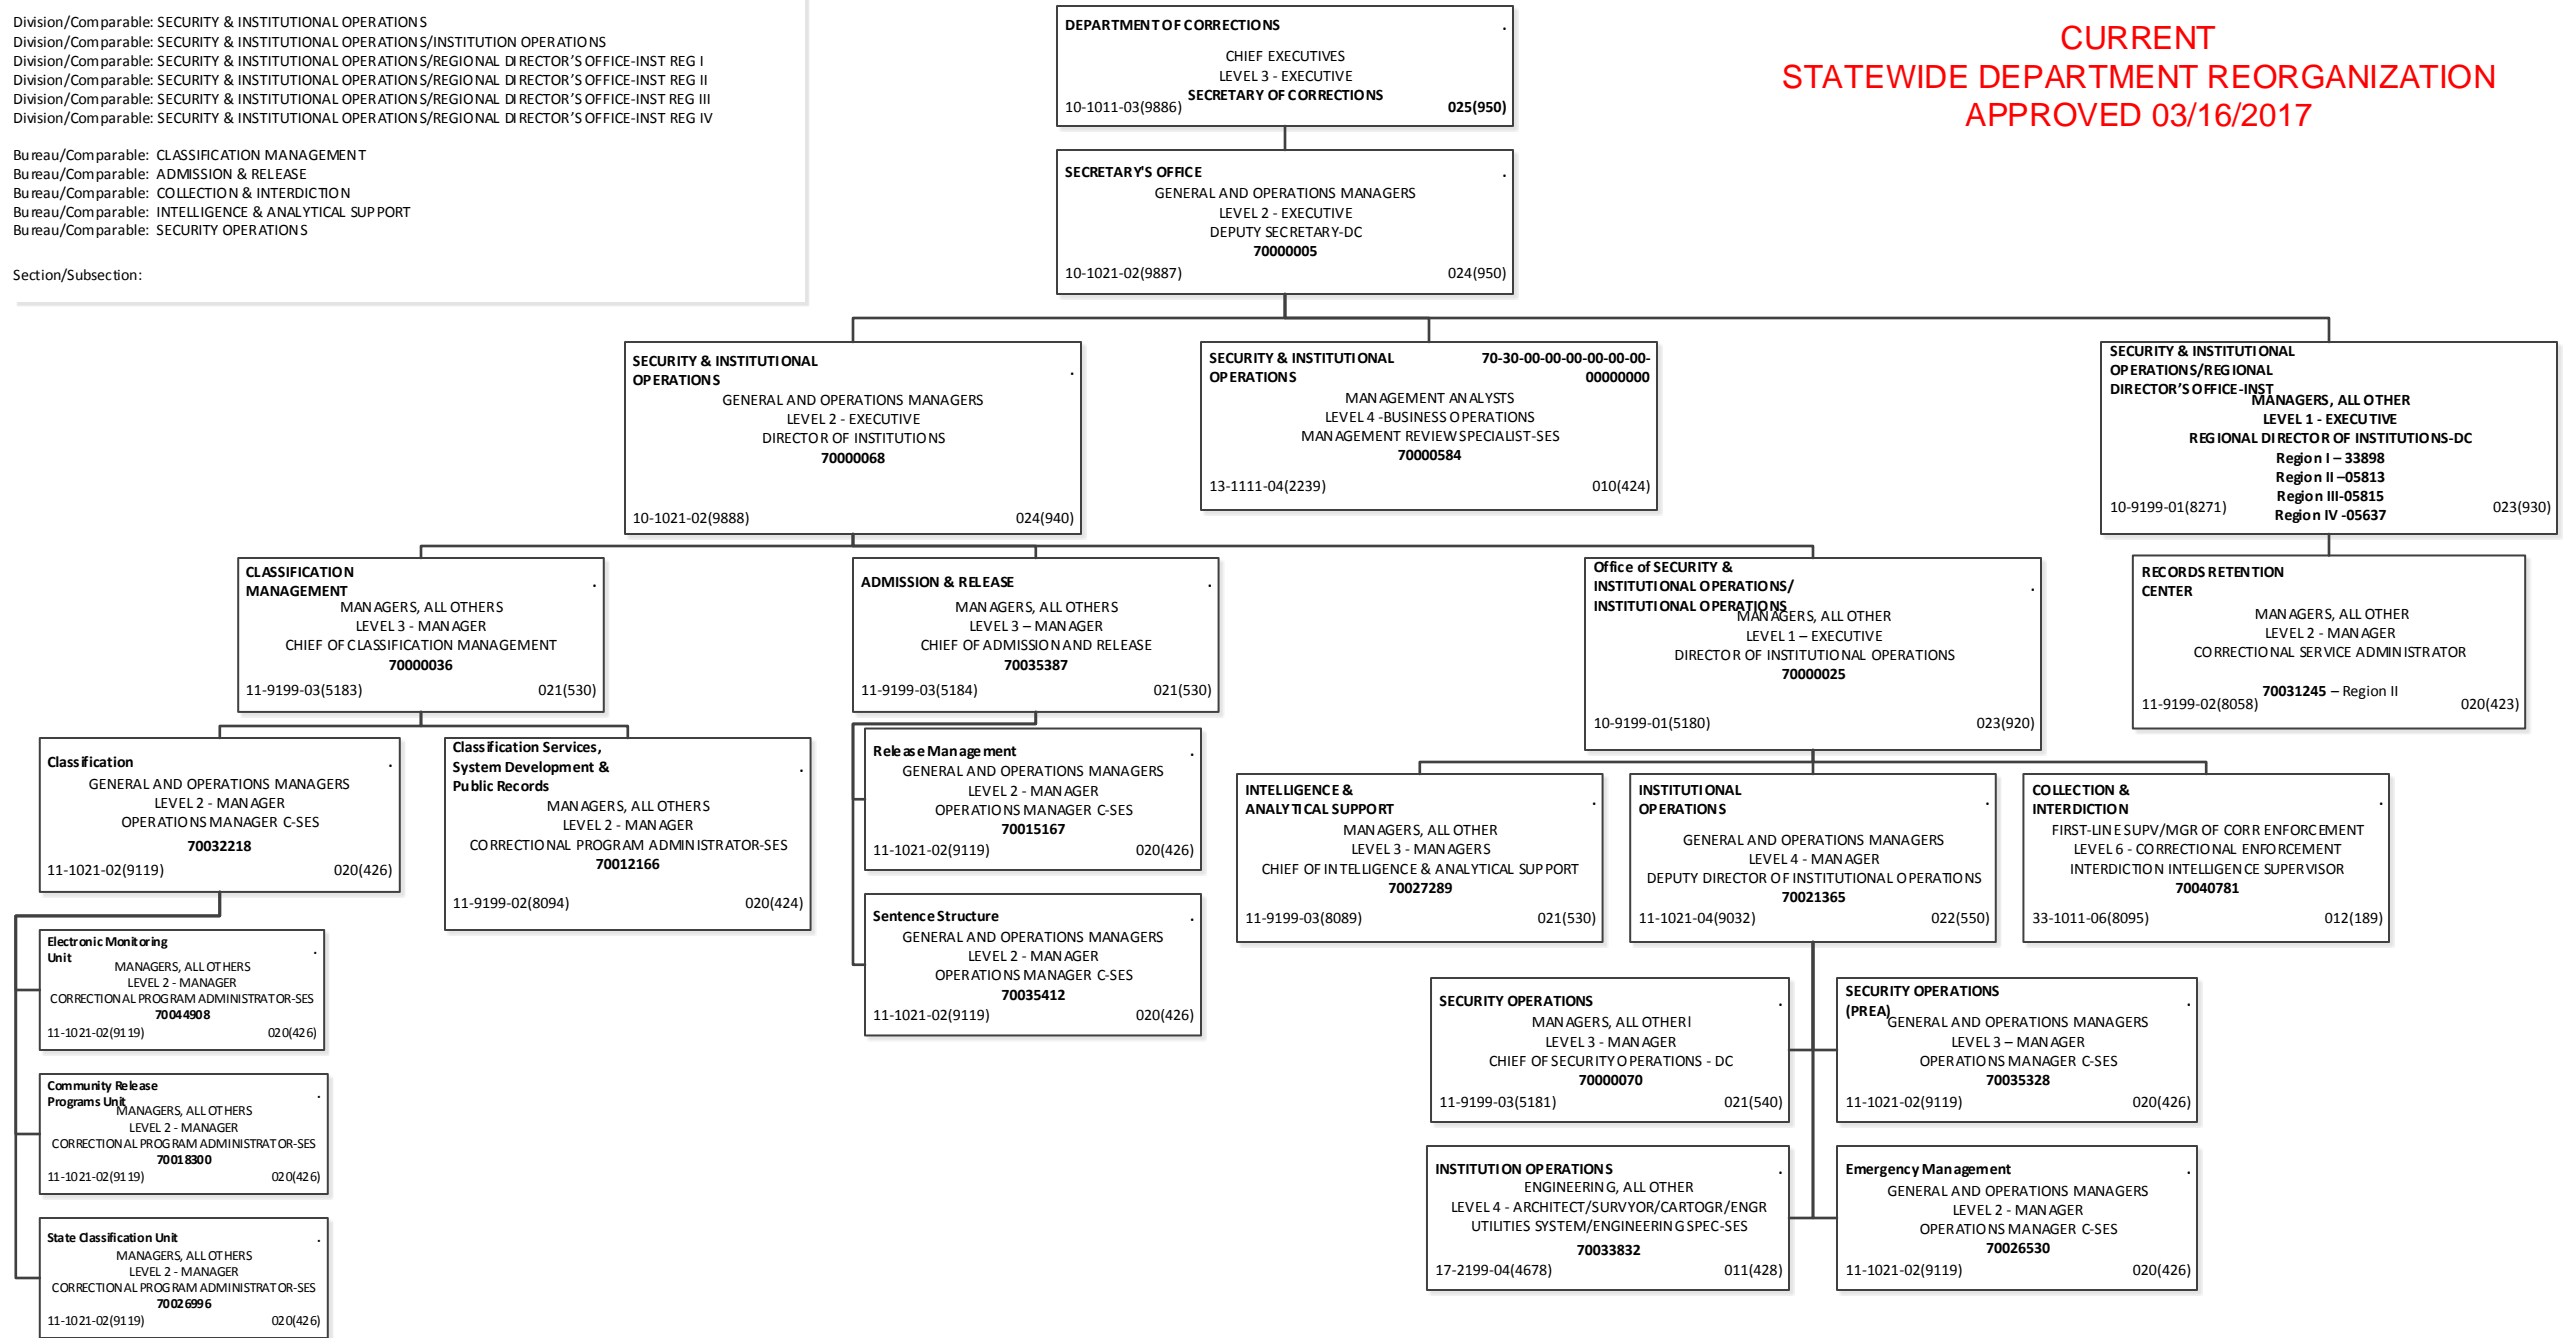 Division/Comparable: SECURITY & INSTITUTIONAL OPERATIONS
Division/Comparable: SECURITY & INSTITUTIONAL OPERATIONS/INSTITUTION OPERATIONS
Division/Comparable: SECURITY & INSTITUTIONAL OPERATIONS/REGIONAL DIRECTOR'S OFFICE-INST REG I
Division/Comparable: SECURITY & INSTITUTIONAL OPERATIONS/REGIONAL DIRECTOR'S OFFICE-INST REG II
Division/Comparable: SECURITY & INSTITUTIONAL OPERATIONS/REGIONAL DIRECTOR'S OFFICE-INST REG III
Division/Comparable: SECURITY & INSTITUTIONAL OPERATIONS/REGIONAL DIRECTOR'S OFFICE-INST REG IV
Bureau/Comparable: CLASSIFICATION MANAGEMENT
Bureau/Comparable: ADMISSION & RELEASE
Bureau/Comparable: COLLECTION & INTERDICTION
Bureau/Comparable: INTELLIGENCE & ANALYTICAL SUPPORT
Bureau/Comparable: SECURITY OPERATIONS
Section/Subsection:
CURRENT
STATEWIDE DEPARTMENT REORGANIZATION
APPROVED 03/16/2017
DEPARTMENT OF CORRECTIONS .
CHIEF EXECUTIVES
LEVEL 3 - EXECUTIVE
SECRETARY OF CORRECTIONS
10-1011-03(9886) 025(950)
SECRETARY'S OFFICE .
GENERAL AND OPERATIONS MANAGERS
LEVEL 2 - EXECUTIVE
DEPUTY SECRETARY-DC
70000005
10-1021-02(9887) 024(950)
SECURITY & INSTITUTIONAL
OPERATIONS .
GENERAL AND OPERATIONS MANAGERS
LEVEL 2 - EXECUTIVE
DIRECTOR OF INSTITUTIONS
70000068
10-1021-02(9888) 024(940)
SECURITY & INSTITUTIONAL 70-30-00-00-00-00-00-00-
OPERATIONS 00000000
MANAGEMENT ANALYSTS
LEVEL 4 -BUSINESS OPERATIONS
MANAGEMENT REVIEW SPECIALIST-SES
70000584
13-1111-04(2239) 010(424)
SECURITY & INSTITUTIONAL
OPERATIONS/REGIONAL
DIRECTOR'S OFFICE-INST
MANAGERS, ALL OTHER
LEVEL 1 - EXECUTIVE
REGIONAL DIRECTOR OF INSTITUTIONS-DC
Region I – 33898
Region II –05813
Region III-05815
Region IV -05637
10-9199-01(8271) 023(930)
CLASSIFICATION
MANAGEMENT .
MANAGERS, ALL OTHERS
LEVEL 3 - MANAGER
CHIEF OF CLASSIFICATION MANAGEMENT
70000036
11-9199-03(5183) 021(530)
ADMISSION & RELEASE .
MANAGERS, ALL OTHERS
LEVEL 3 – MANAGER
CHIEF OF ADMISSION AND RELEASE
70035387
11-9199-03(5184) 021(530)
Office of SECURITY &
INSTITUTIONAL OPERATIONS/ .
INSTITUTIONAL OPERATIONS
MANAGERS, ALL OTHER
LEVEL 1 – EXECUTIVE
DIRECTOR OF INSTITUTIONAL OPERATIONS
70000025
10-9199-01(5180) 023(920)
RECORDS RETENTION
CENTER
MANAGERS, ALL OTHER
LEVEL 2 - MANAGER
CORRECTIONAL SERVICE ADMINISTRATOR
70031245 – Region II
11-9199-02(8058) 020(423)
Classification .
GENERAL AND OPERATIONS MANAGERS
LEVEL 2 - MANAGER
OPERATIONS MANAGER C-SES
70032218
11-1021-02(9119) 020(426)
Classification Services,
System Development & .
Public Records
MANAGERS, ALL OTHERS
LEVEL 2 - MANAGER
CORRECTIONAL PROGRAM ADMINISTRATOR-SES
70012166
11-9199-02(8094) 020(424)
Release Management .
GENERAL AND OPERATIONS MANAGERS
LEVEL 2 - MANAGER
OPERATIONS MANAGER C-SES
70015167
11-1021-02(9119) 020(426)
Sentence Structure .
GENERAL AND OPERATIONS MANAGERS
LEVEL 2 - MANAGER
OPERATIONS MANAGER C-SES
70035412
11-1021-02(9119) 020(426)
INTELLIGENCE &
ANALYTICAL SUPPORT .
MANAGERS, ALL OTHER
LEVEL 3 - MANAGERS
CHIEF OF INTELLIGENCE & ANALYTICAL SUPPORT
70027289
11-9199-03(8089) 021(530)
INSTITUTIONAL
OPERATIONS .
GENERAL AND OPERATIONS MANAGERS
LEVEL 4 - MANAGER
DEPUTY DIRECTOR OF INSTITUTIONAL OPERATIONS
70021365
11-1021-04(9032) 022(550)
COLLECTION &
INTERDICTION .
FIRST-LINE SUPV/MGR OF CORR ENFORCEMENT
LEVEL 6 - CORRECTIONAL ENFORCEMENT
INTERDICTION INTELLIGENCE SUPERVISOR
70040781
33-1011-06(8095) 012(189)
Electronic Monitoring
Unit .
MANAGERS, ALL OTHERS
LEVEL 2 - MANAGER
CORRECTIONAL PROGRAM ADMINISTRATOR-SES
70044908
11-1021-02(9119) 020(426)
Community Release
Programs Unit .
MANAGERS, ALL OTHERS
LEVEL 2 - MANAGER
CORRECTIONAL PROGRAM ADMINISTRATOR-SES
70018300
11-1021-02(9119) 020(426)
State Classification Unit .
MANAGERS, ALL OTHERS
LEVEL 2 - MANAGER
CORRECTIONAL PROGRAM ADMINISTRATOR-SES
70026996
11-1021-02(9119) 020(426)
SECURITY OPERATIONS .
MANAGERS, ALL OTHERl
LEVEL 3 - MANAGER
CHIEF OF SECURITY OPERATIONS - DC
70000070
11-9199-03(5181) 021(540)
SECURITY OPERATIONS
(PREA) .
GENERAL AND OPERATIONS MANAGERS
LEVEL 3 – MANAGER
OPERATIONS MANAGER C-SES
70035328
11-1021-02(9119) 020(426)
INSTITUTION OPERATIONS .
ENGINEERING, ALL OTHER
LEVEL 4 - ARCHITECT/SURVYOR/CARTOGR/ENGR
UTILITIES SYSTEM/ENGINEERING SPEC-SES
70033832
17-2199-04(4678) 011(428)
Emergency Management .
GENERAL AND OPERATIONS MANAGERS
LEVEL 2 - MANAGER
OPERATIONS MANAGER C-SES
70026530
11-1021-02(9119) 020(426)